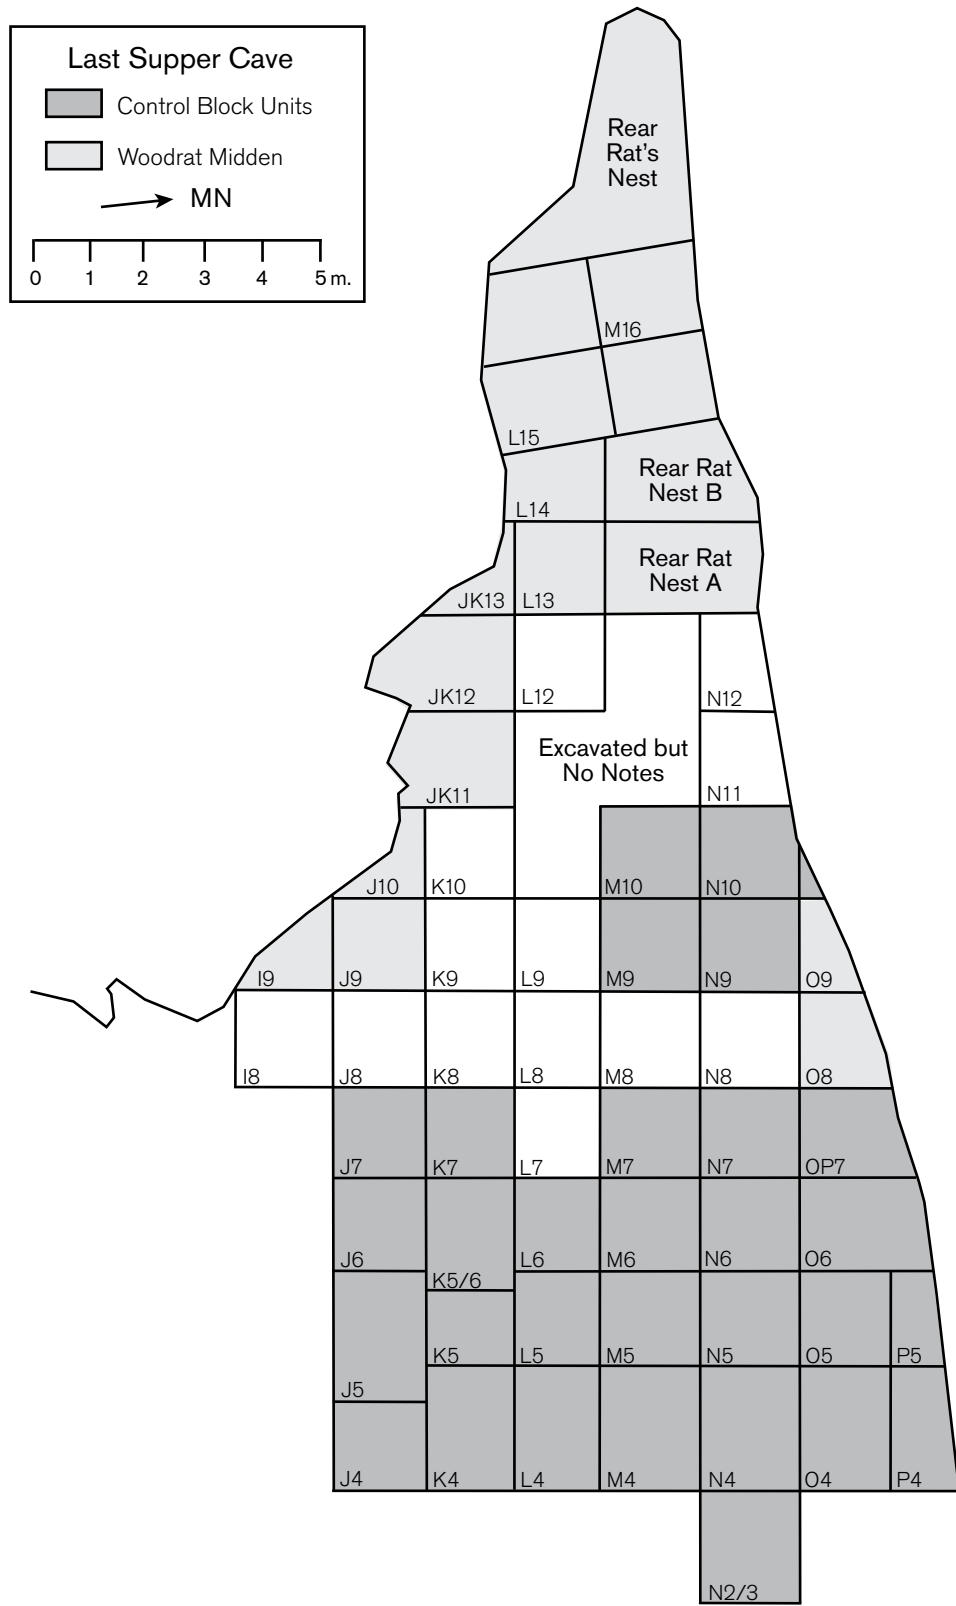 Last Supper Cave
Control Block Units
Woodrat Midden
MN
0 1 2 3 4 5 m.
Rear
Rat's
Nest
M16
L15
Rear Rat
Nest B
L14
Rear Rat
Nest A
JK13 L13
JK12 L12 N12
Excavated but
No Notes
JK11 N11
J10 K10 M10 N10
I9 J9 K9 L9 M9 N9 O9
I8 J8 K8 L8 M8 N8 O8
J7 K7 L7 M7 N7 OP7
J6 L6 M6 N6 O6
K5/6
K5 L5 M5 N5 O5 P5
J5
J4 K4 L4 M4 N4 O4 P4
N2/3